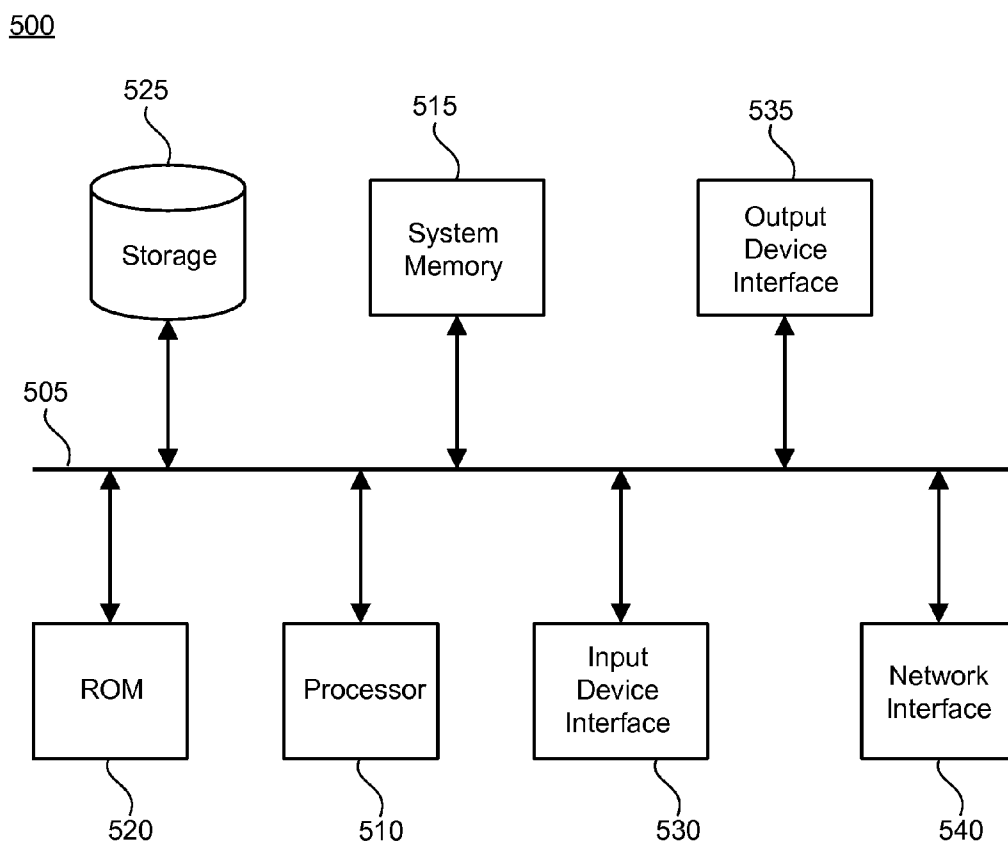 500
525
515
535
Storage
System
Memory
Output
Device
Interface
505
ROM
Processor
Input
Device
Interface
Network
Interface
520
510
530
540